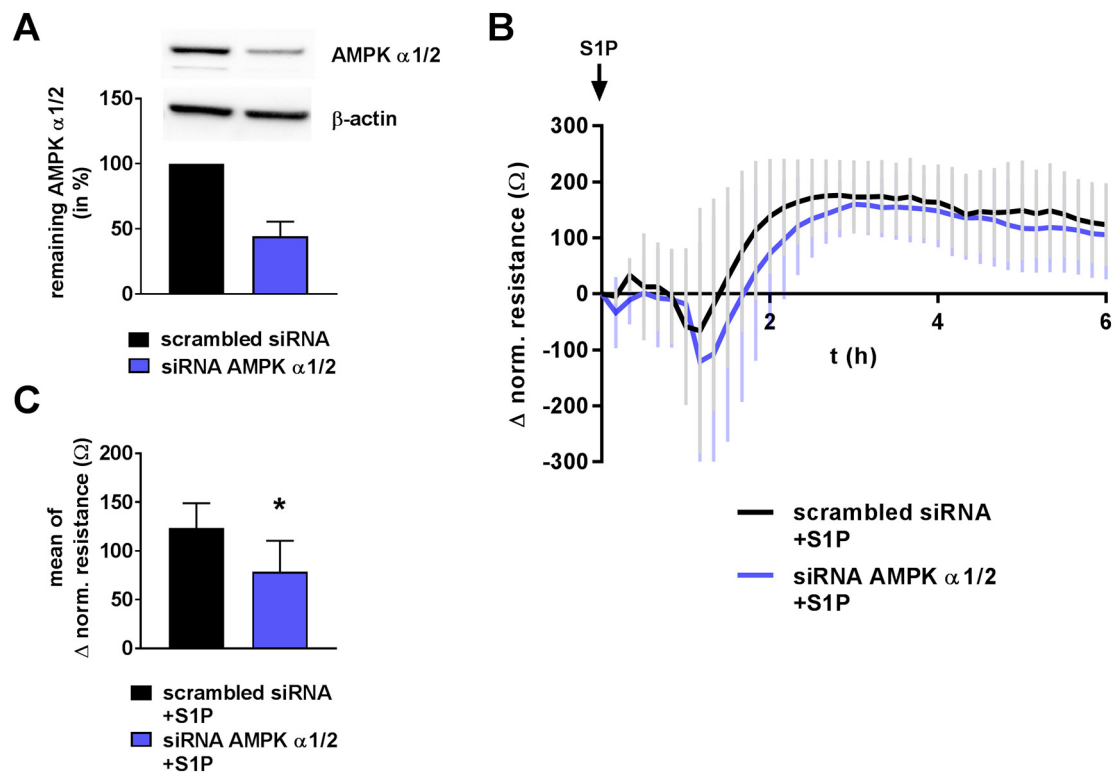 A
AMPK α1/2
β-actin
remaining AMPK α1/2
(in %)
150
100
50
0
scrambled siRNA
siRNA AMPK α1/2
B
S1P
Δ norm. resistance (Ω)
300
200
100
0
-100
-200
-300
2
4
6
t (h)
scrambled siRNA
+S1P
siRNA AMPK α1/2
+S1P
C
mean of
Δ norm. resistance (Ω)
200
150
100
50
0
*
scrambled siRNA
+S1P
siRNA AMPK α1/2
+S1P